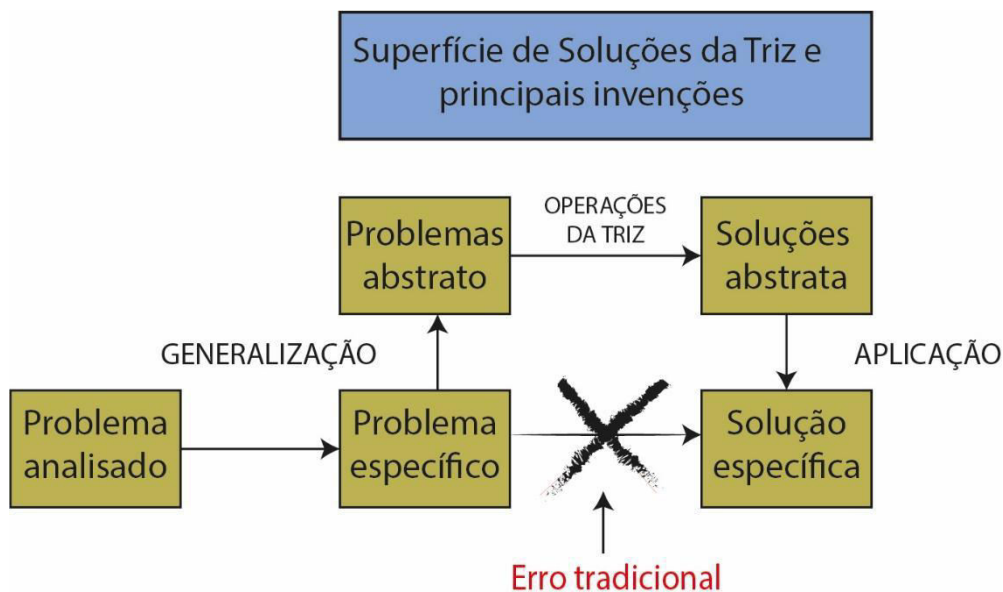 Superfície de Soluções da Triz e
principais invenções
Problemas
abstrato
OPERAÇÕES
DA TRIZ
Soluções
abstrata
GENERALIZAÇÃO
APLICAÇÃO
Problema
analisado
Problema
específico
Solução
específica
Erro tradicional